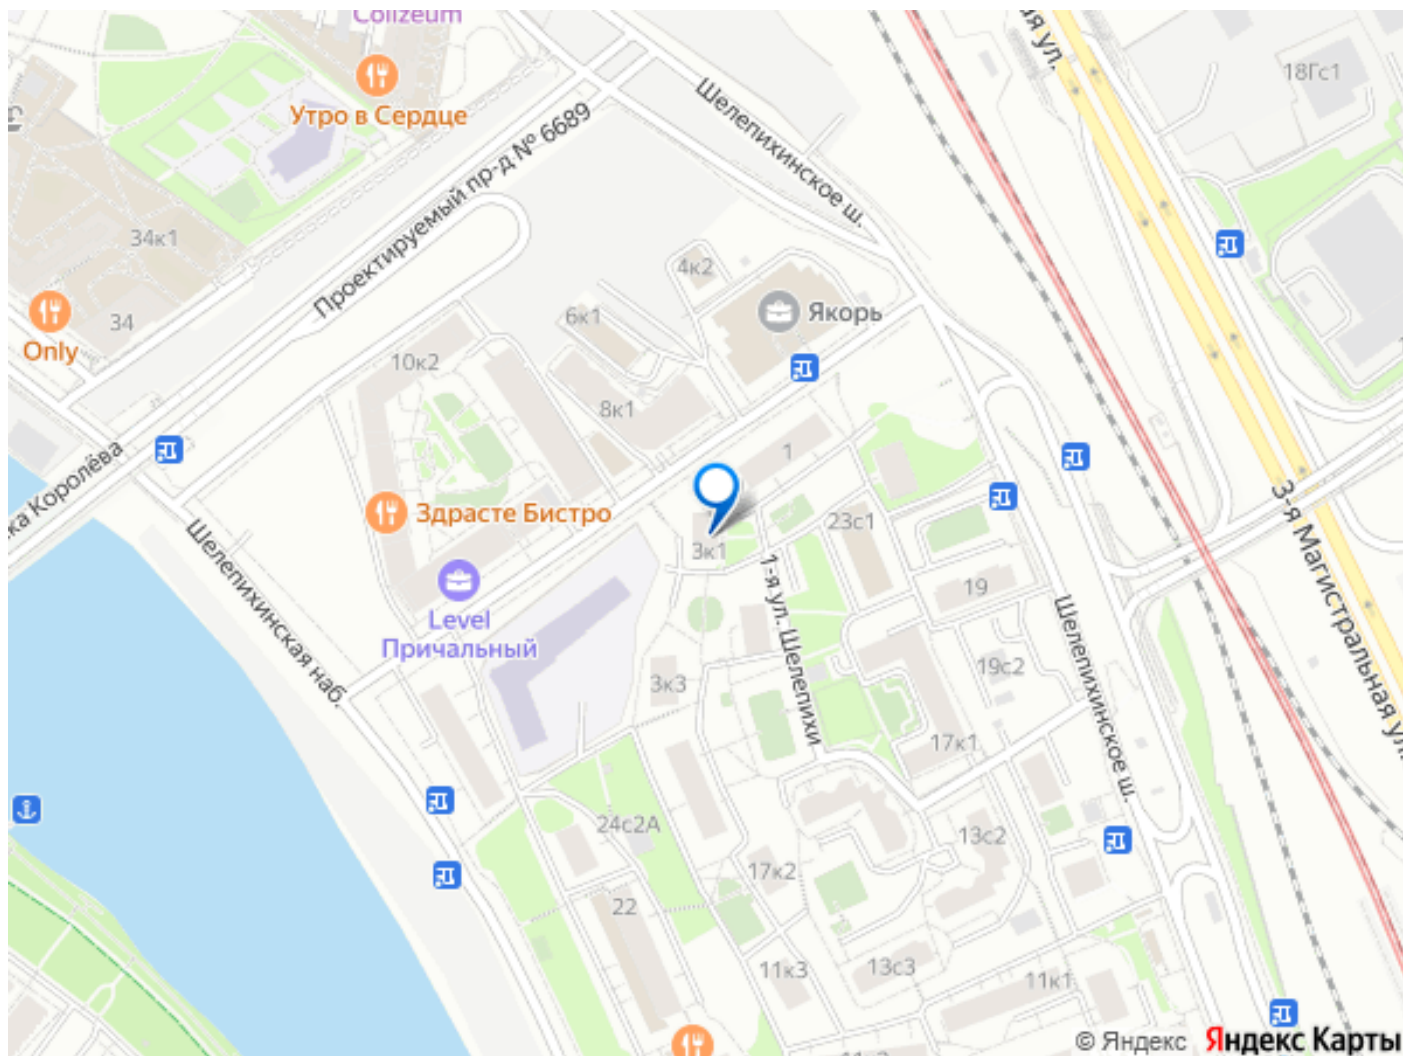 Colizeum
ая ул.
18Гс1
Шелепихинское ш.
Утро в Сердце
Проектируемый пр-д № 6689
34к1
4к2
6к1
Якорь
34
Only
10к2
8к1
1
ка Королёва
Здрасте Бистро
23с1
3-я Магистральная ул.
Шелепихинская наб.
3к1
1-я ул. Шелепихи
19
Level
Причальный
Шелепихинское ш.
3к3
19с2
17к1
24с2А
13с2
17к2
22
11к3
13с3
11к1
© Яндекс Яндекс Карты